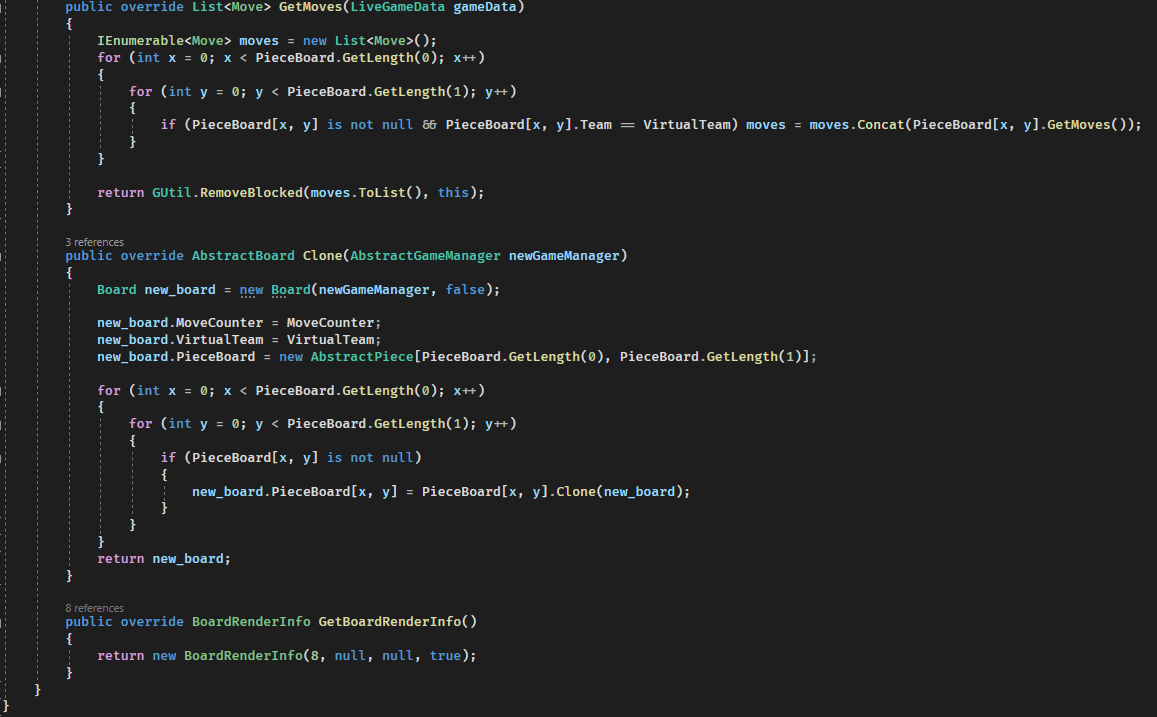 public override List<Move> GetMoves(LiveGameData gameData)
{
IEnumerable<Move> moves = new List<Move>();
for (int x = 0; x < PieceBoard.GetLength(0); x++)
{
for (int y = 0; y < PieceBoard.GetLength(1); y++)
{
if (PieceBoard[x, y] is not null && PieceBoard[x, y].Team == VirtualTeam) moves = moves.Concat(PieceBoard[x, y].GetMoves());
}
}
return GUtil.RemoveBlocked(moves.ToList(), this);
}
3 references
public override AbstractBoard Clone(AbstractGameManager newGameManager)
{
Board new_board = new Board(newGameManager, false);
new_board.MoveCounter = MoveCounter;
new_board.VirtualTeam = VirtualTeam;
new_board.PieceBoard = new AbstractPiece[PieceBoard.GetLength(0), PieceBoard.GetLength(1)];
for (int x = 0; x < PieceBoard.GetLength(0); x++)
{
for (int y = 0; y < PieceBoard.GetLength(1); y++)
{
if (PieceBoard[x, y] is not null)
{
new_board.PieceBoard[x, y] = PieceBoard[x, y].Clone(new_board);
}
}
}
return new_board;
}
8 references
public override BoardRenderInfo GetBoardRenderInfo()
{
return new BoardRenderInfo(8, null, null, true);
}
}
}